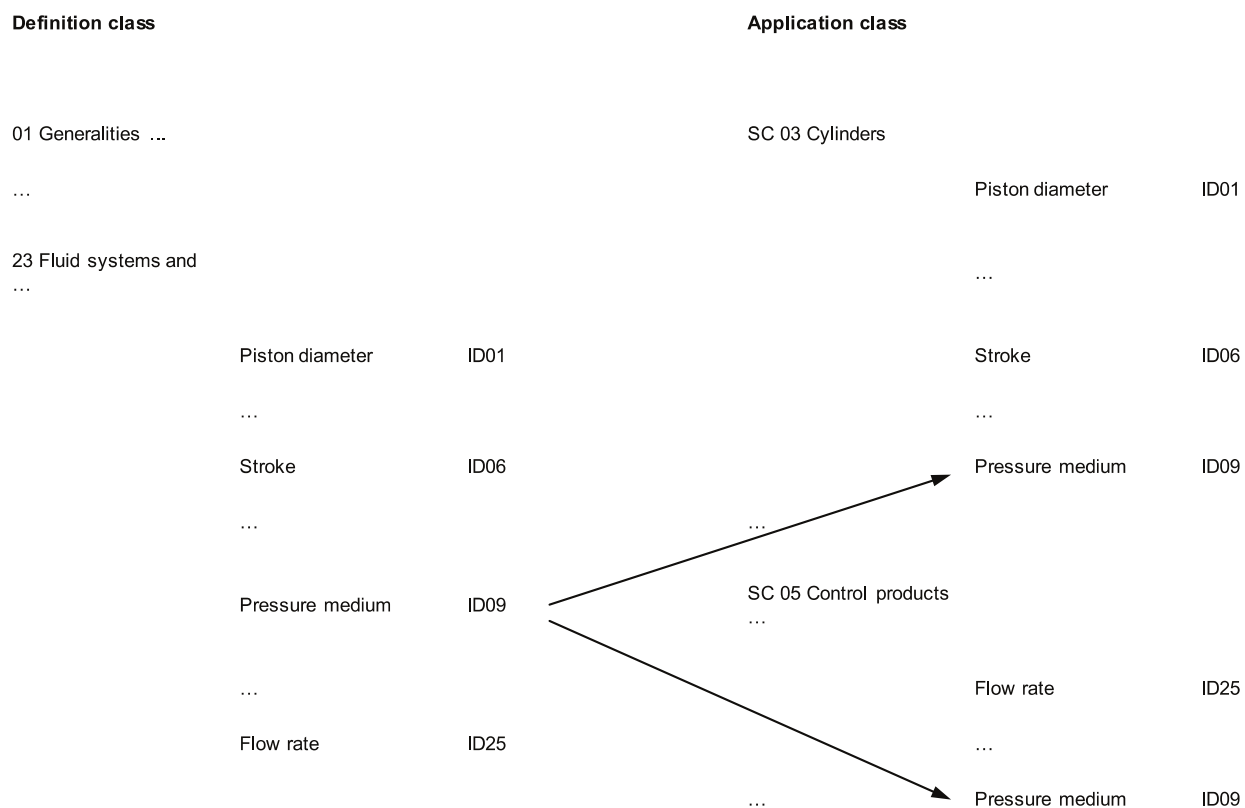 Definition class
Application class
01 Generalities ...
SC 03 Cylinders
…
Piston diameter ID01
23 Fluid systems and
…
…
Piston diameter ID01
Stroke ID06
…
…
Stroke ID06
Pressure medium ID09
…
…
Pressure medium ID09
SC 05 Control products
…
…
Flow rate ID25
Flow rate ID25
…
…
Pressure medium ID09